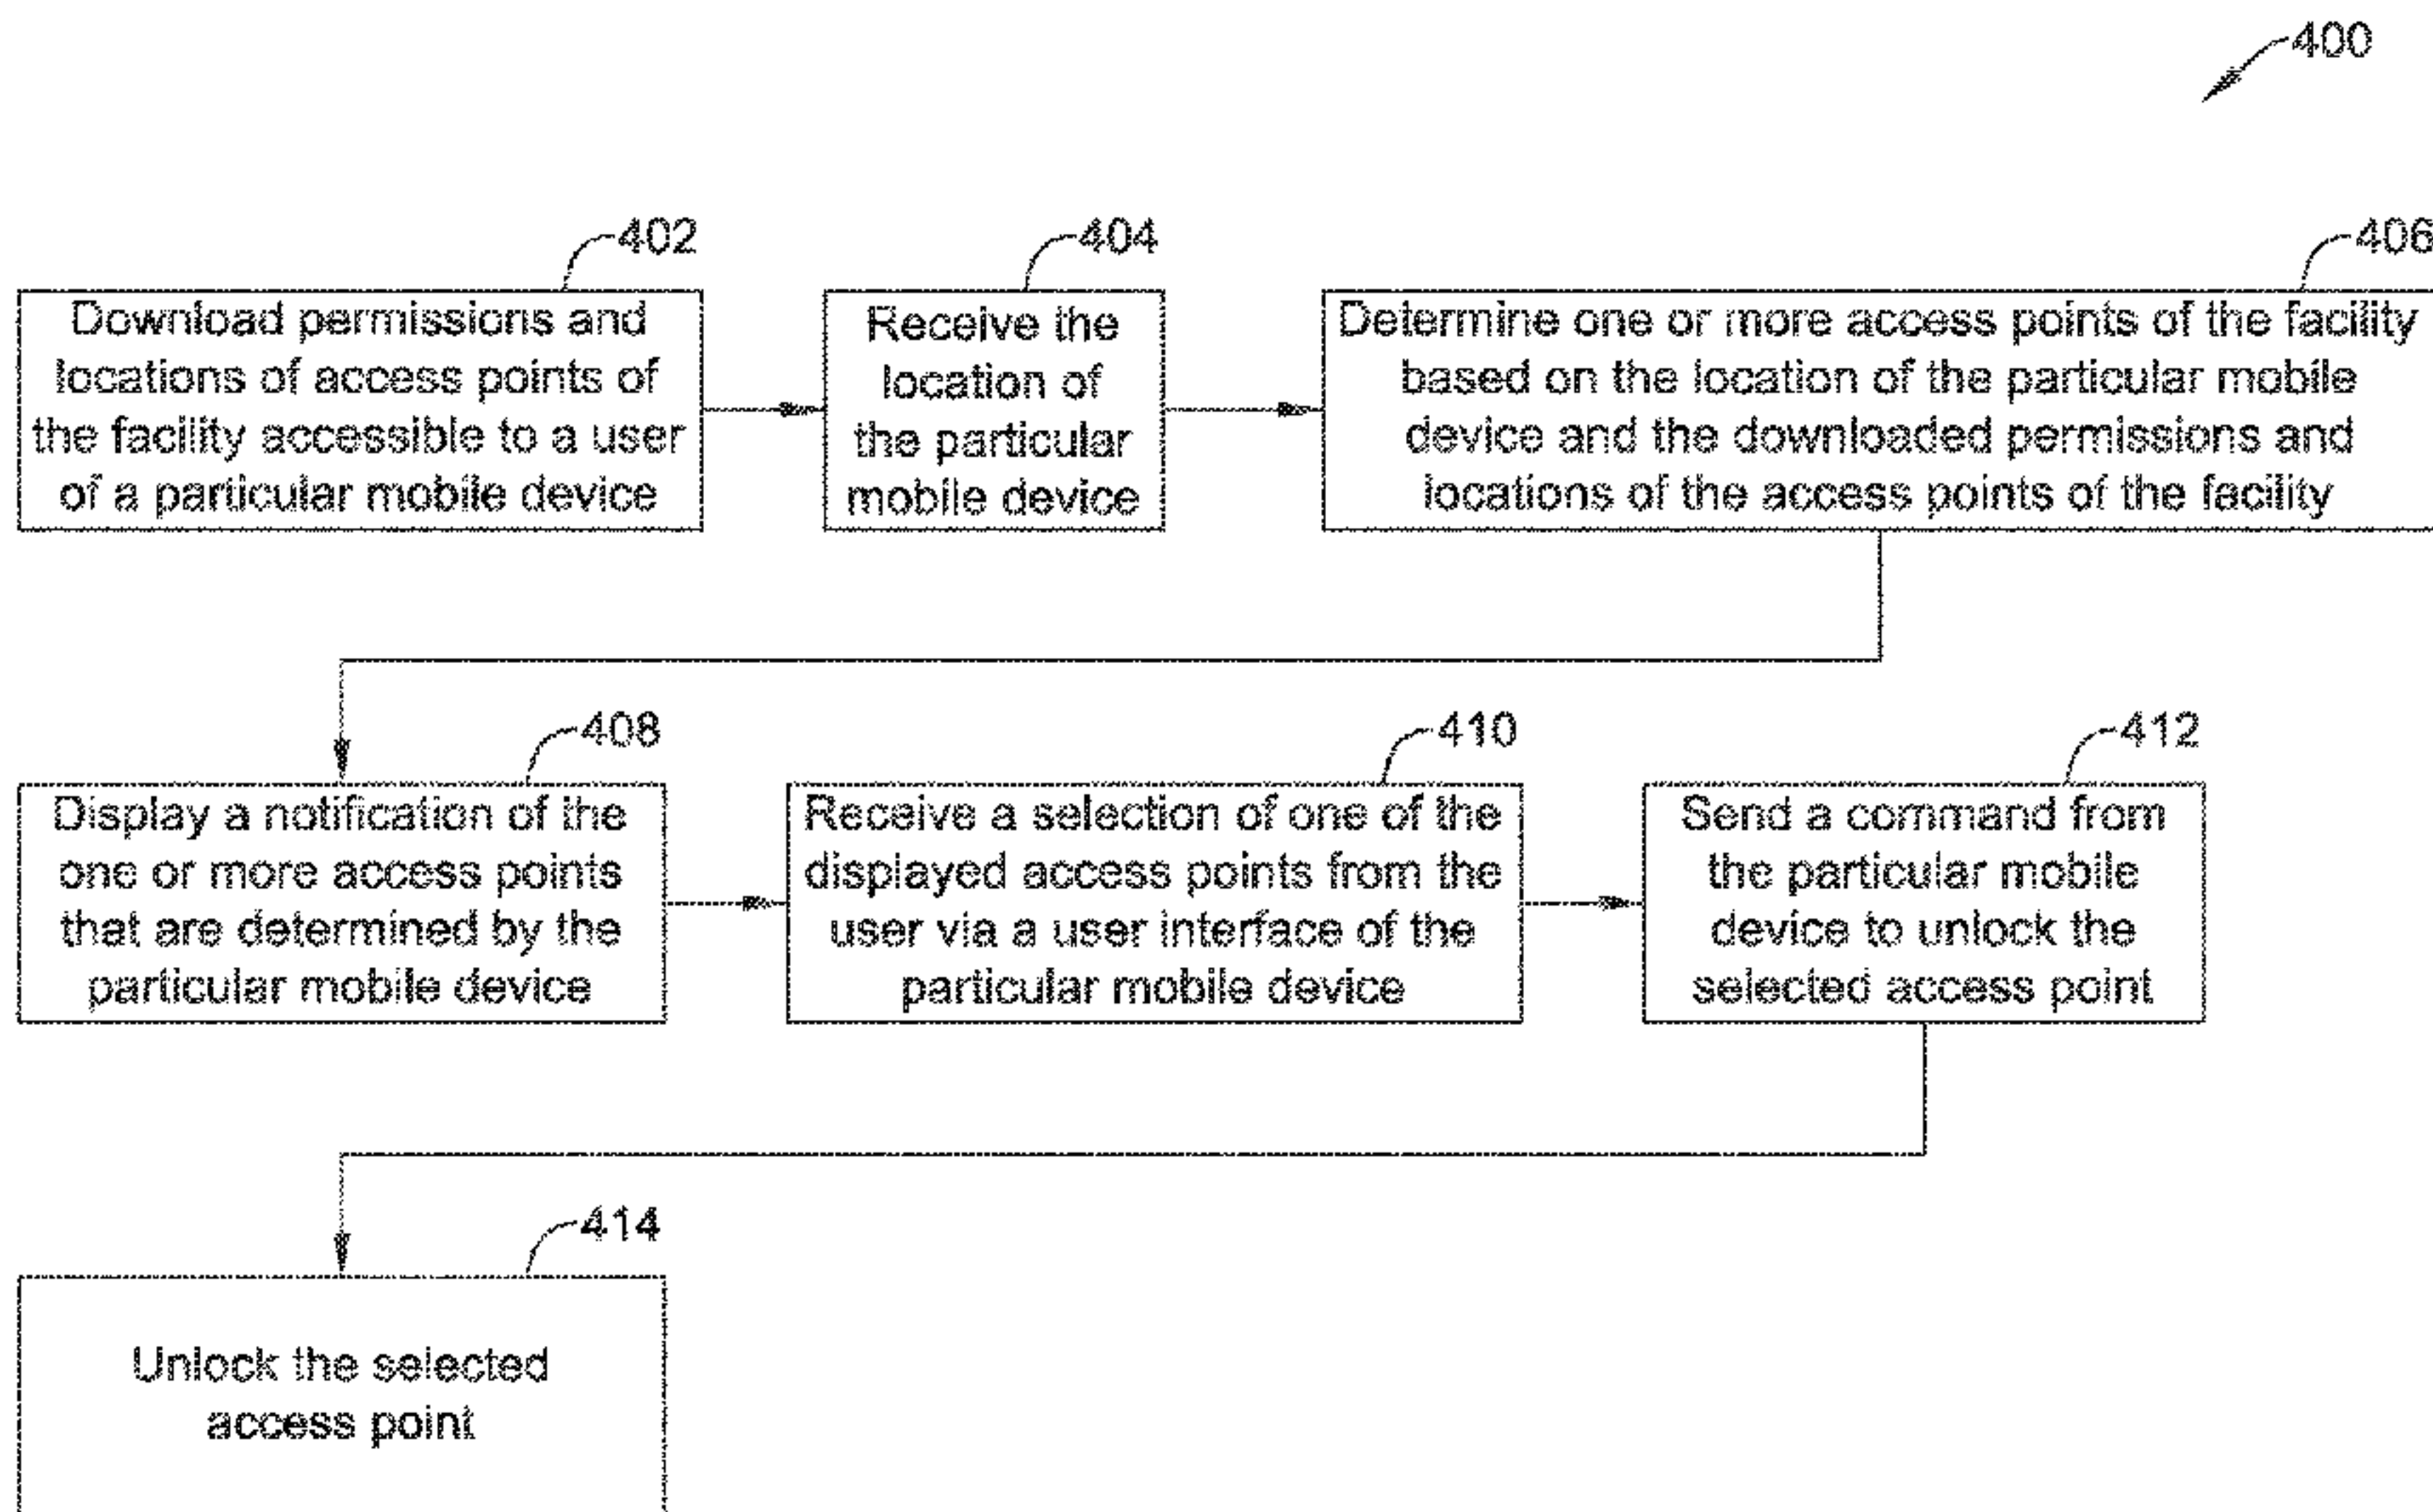 400
402
Download permissions and
locations of access points of
the facility accessible to a user
of a particular mobile device
404
Receive the
location of
the particular
mobile device
406
Determine one or more access points of the facility
based on the location of the particular mobile
device and the downloaded permissions and
locations of the access points of the facility
408
Display a notification of the
one or more access points
that are determined by the
particular mobile device
410
Receive a selection of one of the
displayed access points from the
user via a user interface of the
particular mobile device
412
Send a command from
the particular mobile
device to unlock the
selected access point
414
Unlock the selected
access point